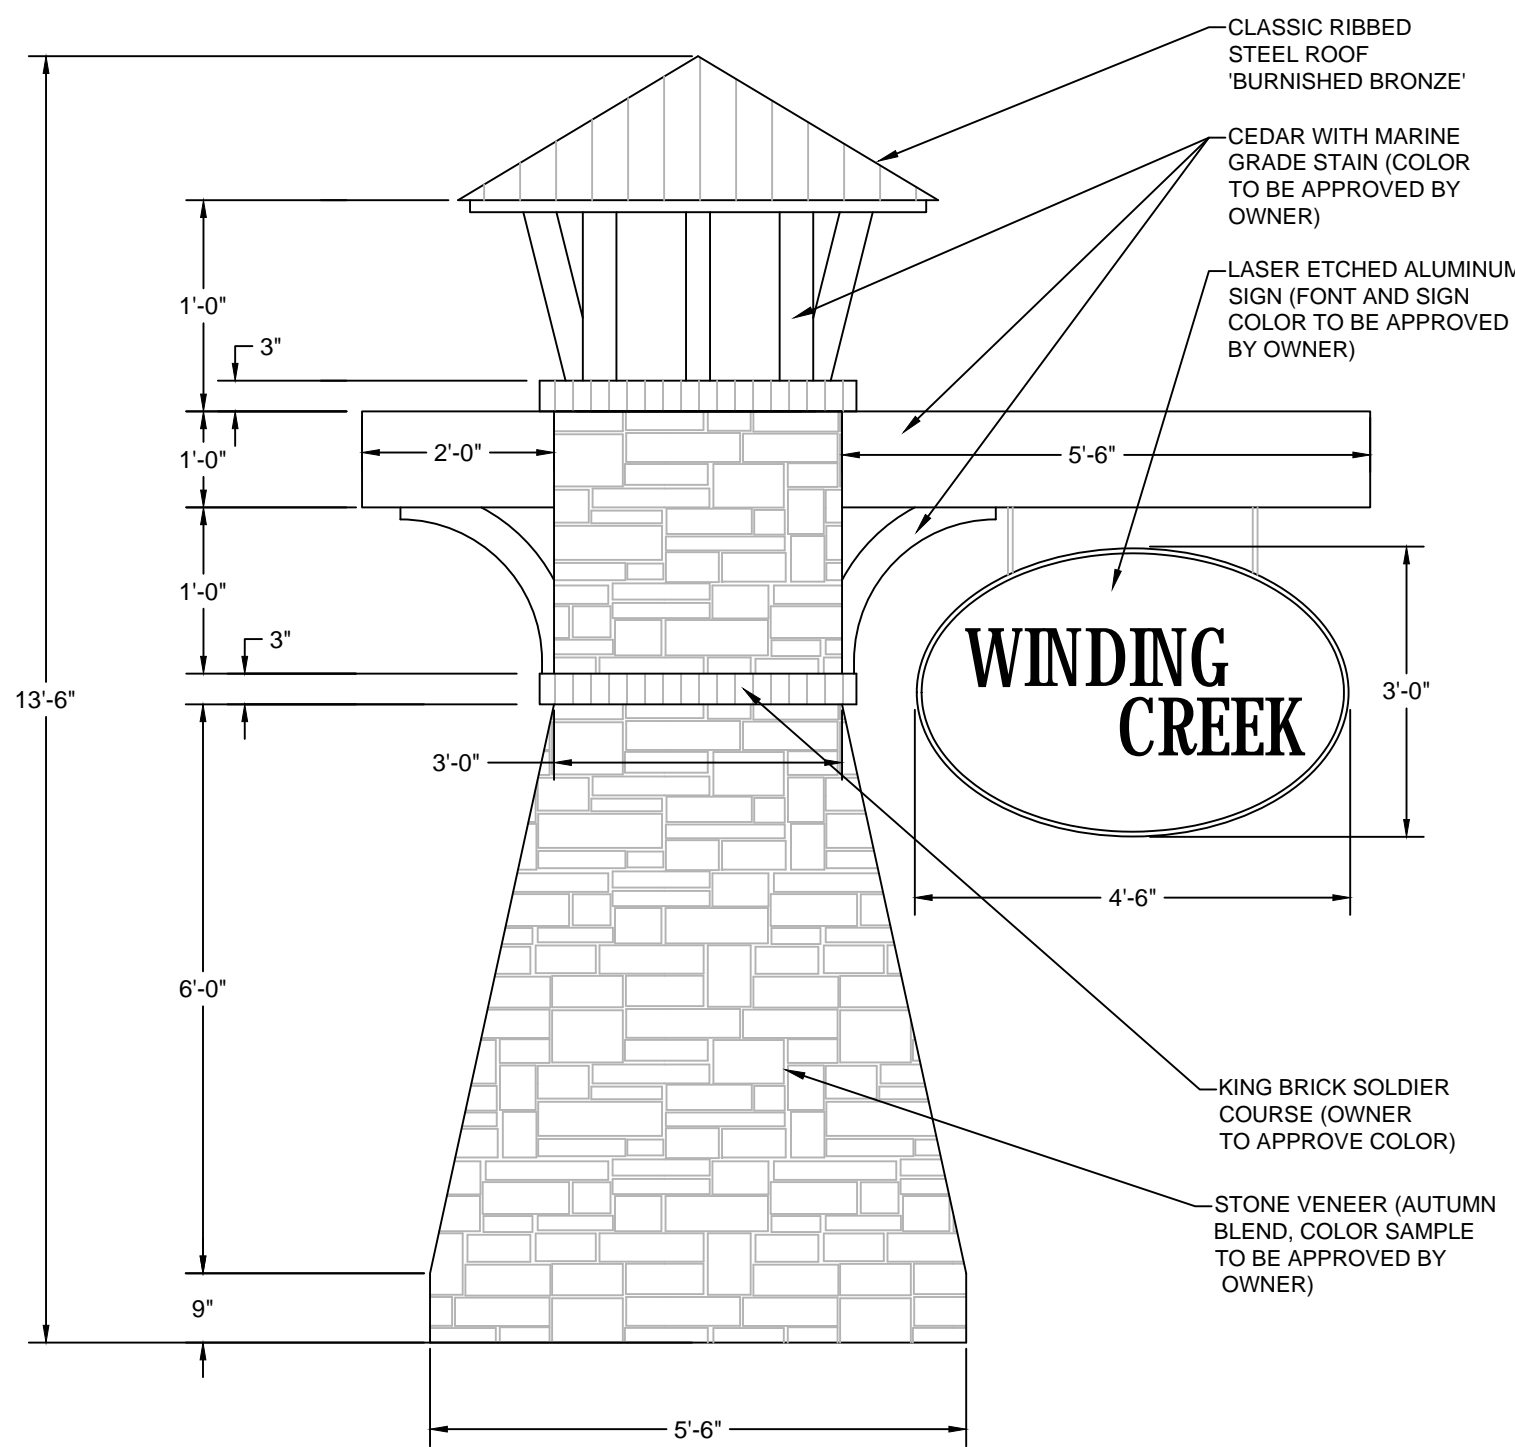 CLASSIC RIBBED
STEEL ROOF
'BURNISHED BRONZE'
CEDAR WITH MARINE
GRADE STAIN (COLOR
TO BE APPROVED BY
OWNER)
LASER ETCHED ALUMINUM
SIGN (FONT AND SIGN
COLOR TO BE APPROVED
BY OWNER)
1'-0"
3"
1'-0"
2'-0"
5'-6"
1'-0"
3"
13'-6"
WINDING
CREEK
3'-0"
3'-0"
4'-6"
6'-0"
KING BRICK SOLDIER
COURSE (OWNER
TO APPROVE COLOR)
STONE VENEER (AUTUMN
BLEND, COLOR SAMPLE
TO BE APPROVED BY
OWNER)
9"
5'-6"